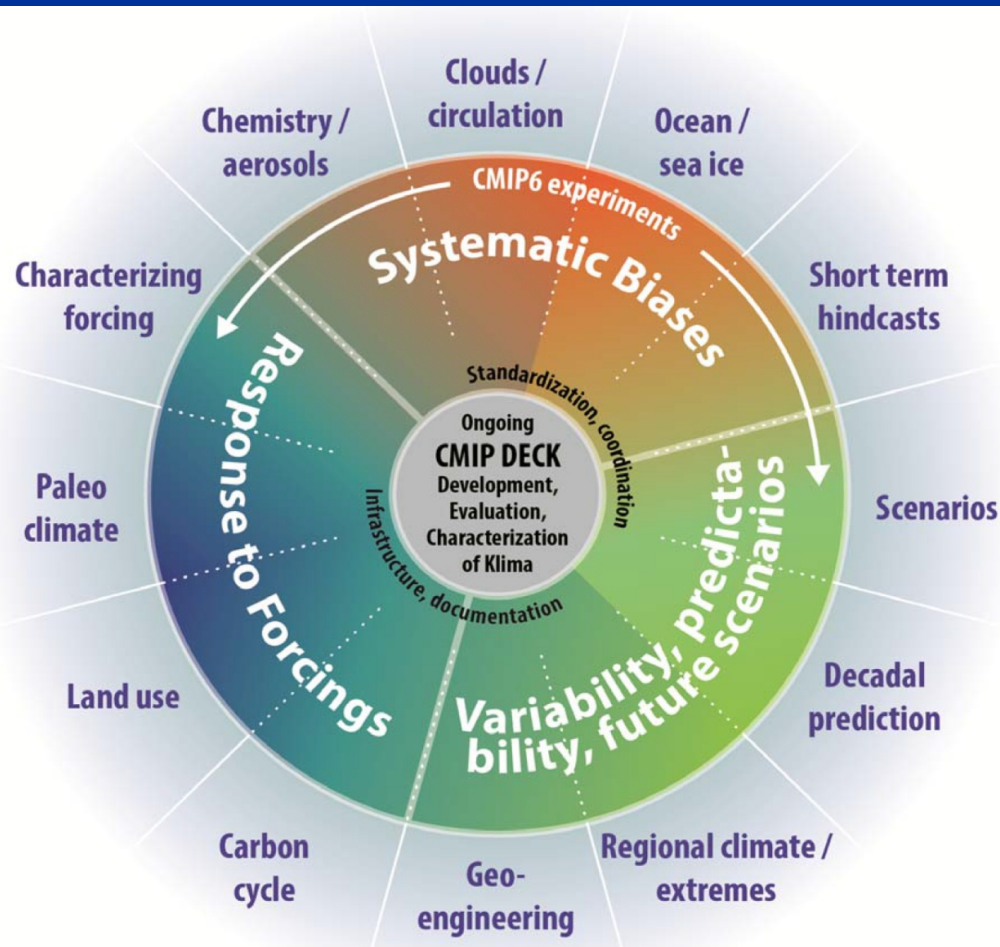 Clouds /
circulation
Ocean /
sea ice
Short term
hindcasts
Scenarios
Decadal
prediction
Regional climate /
extremes
Geo-
engineering
Carbon
cycle
Land use
Paleo
climate
Characterizing
forcing
Chemistry /
aerosols
CMIP6 experiments
Systematic Biases
Variability, predicta-
bility, future scenarios
Response to Forcings
Standardization, coordination
Ongoing
CMIP DECK
Development,
Evaluation,
Characterization
of Klima
Infrastructure, documentation